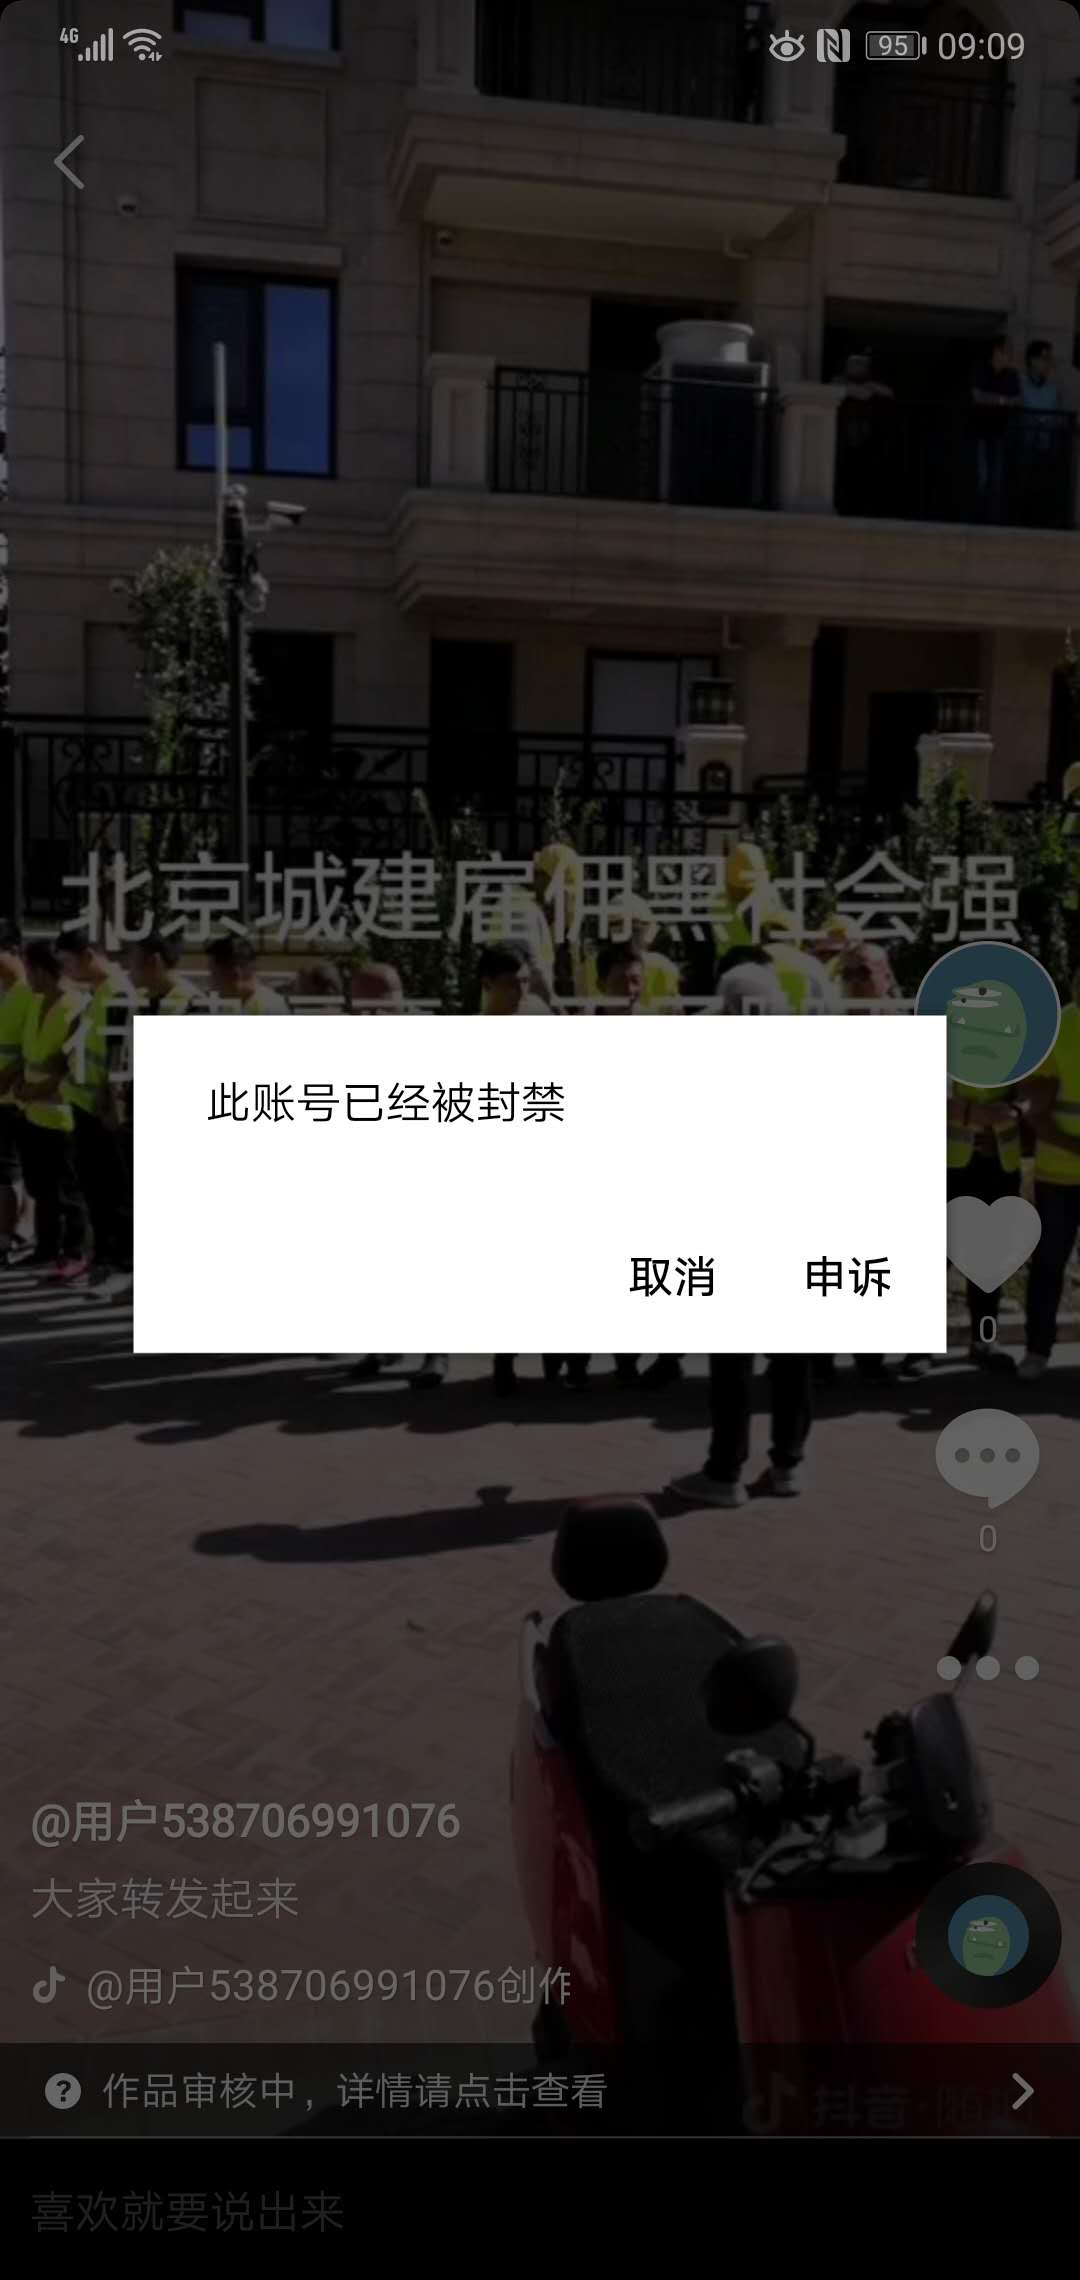 4G
95 09:09
北京城建雇佣黑社会强
此账号已经被封禁
取消 申诉
0
0
@用户538706991076
大家转发起来
@用户538706991076创作
作品审核中，详情请点击查看
抖音
喜欢就要说出来